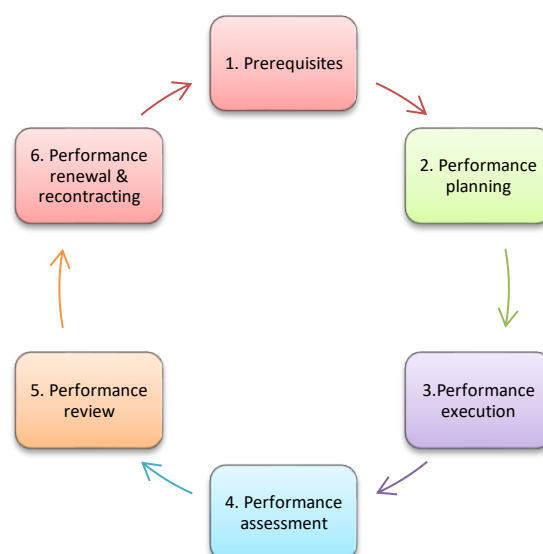 1. Prerequisites
2. Performance
planning
3.Performance
execution
4. Performance
assessment
5. Performance
review
6. Performance
renewal &
recontracting